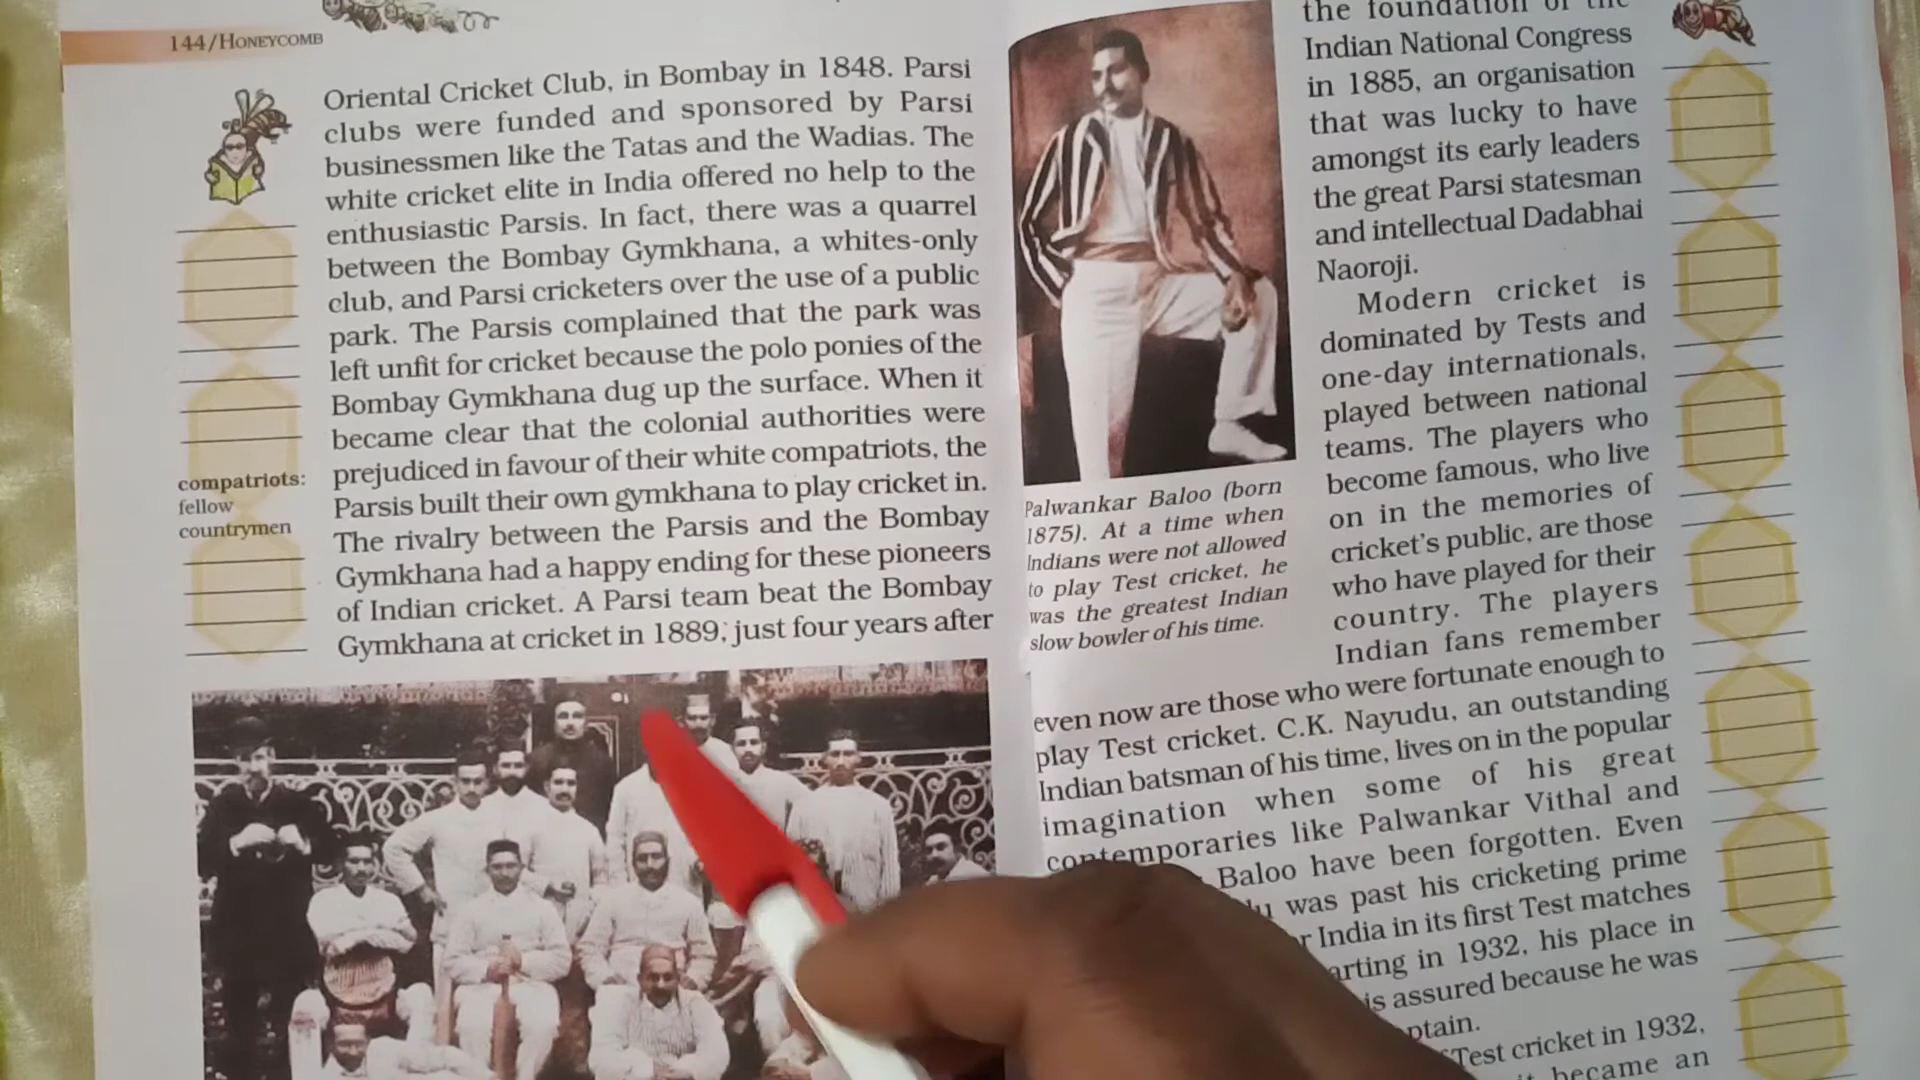 144/HONEYCOMB
Oriental Cricket Club, in Bombay in 1848. Parsi
clubs were funded and sponsored by Parsi
businessmen like the Tatas and the Wadias. The
white cricket elite in India offered no help to the
enthusiastic Parsis. In fact, there was a quarrel
between the Bombay Gymkhana, a whites-only
club, and Parsi cricketers over the use of a public
park. The Parsis complained that the park was
left unfit for cricket because the polo ponies of the
Bombay Gymkhana dug up the surface. When it
became clear that the colonial authorities were
prejudiced in favour of their white compatriots, the
Parsis built their own gymkhana to play cricket in.
The rivalry between the Parsis and the Bombay
Gymkhana had a happy ending for these pioneers
of Indian cricket. A Parsi team beat the Bombay
Gymkhana at cricket in 1889, just four years after
compatriots:
fellow
countrymen
the foundation of the
Indian National Congress
in 1885, an organisation
that was lucky to have
amongst its early leaders
the great Parsi statesman
and intellectual Dadabhai
Naoroji.
Modern cricket is
dominated by Tests and
one-day internationals,
played between national
teams. The players who
become famous, who live
on in the memories of
cricket's public, are those
who have played for their
country. The players
Indian fans remember
Palwankar Baloo (born
1875). At a time when
Indians were not allowed
to play Test cricket, he
was the greatest Indian
slow bowler of his time.
even now are those who were fortunate enough to
play Test cricket. C.K. Nayudu, an outstanding
Indian batsman of his time, lives on in the popular
imagination when some of his great
contemporaries like Palwankar Vithal and
Baloo have been forgotten. Even
was past his cricketing prime
India in its first Test matches
in 1932, his place in
is assured because he was
Test cricket in 1932,
became an